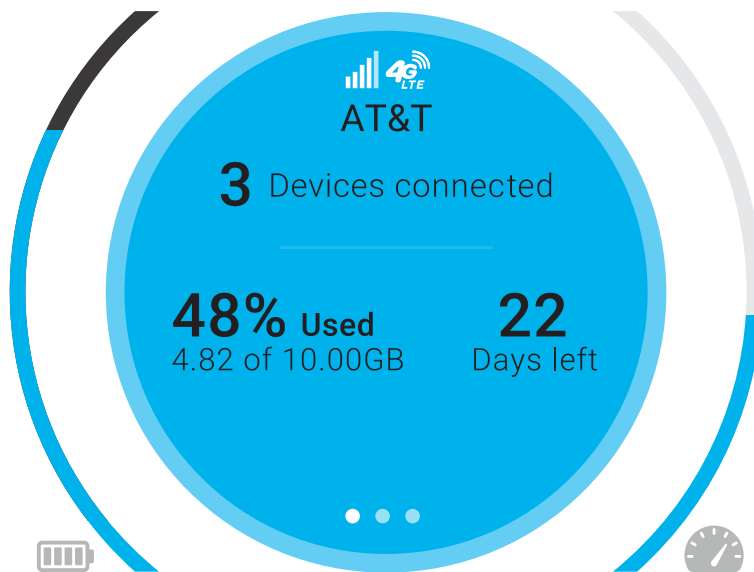 4G
LTE
AT&T
3 Devices connected
48% Used
4.82 of 10.00GB
22
Days left